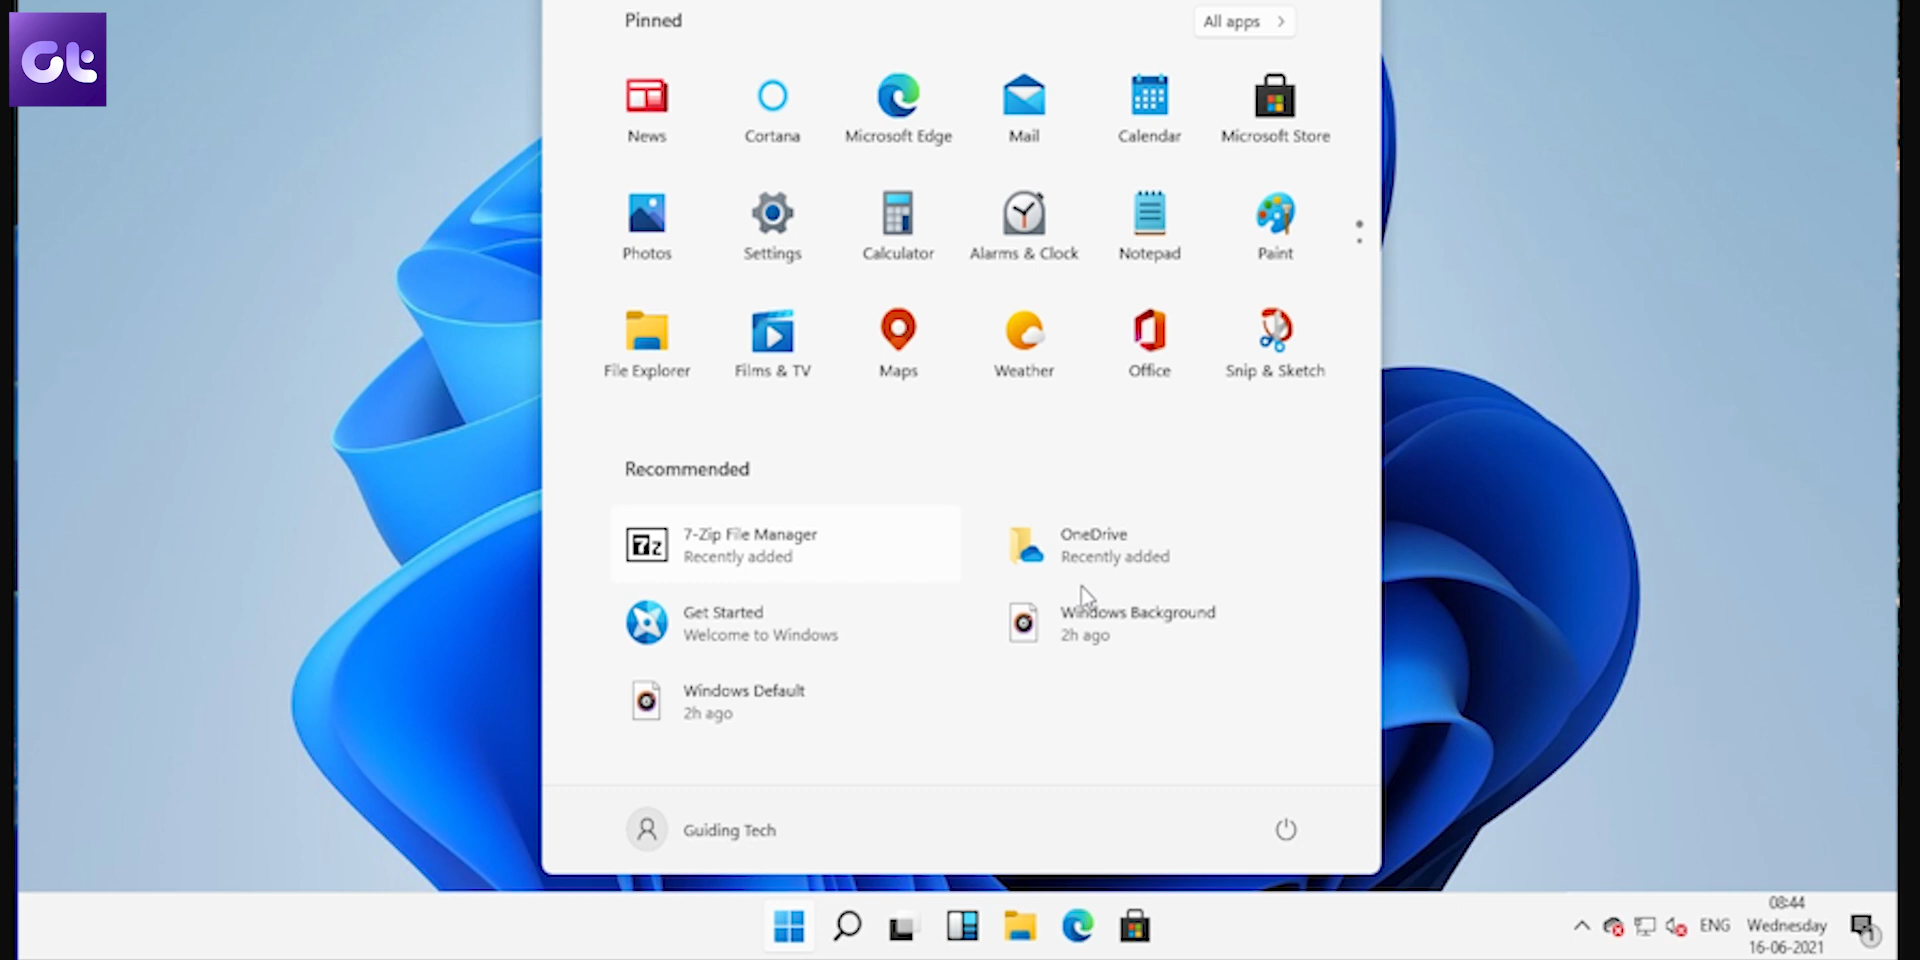 Gt
Pinned
All apps
News
Cortana
Microsoft Edge
Mail
Calendar
Microsoft Store
Photos
Settings
Calculator
Alarms & Clock
Notepad
Paint
File Explorer
Films & TV
Maps
Weather
Office
Snip & Sketch
Recommended
7z
7-Zip File Manager
Recently added
OneDrive
Recently added
Get Started
Welcome to Windows
Windows Background
2h ago
Windows Default
2h ago
Guiding Tech
ENG
08:44
Wednesday
16-06-2021
1